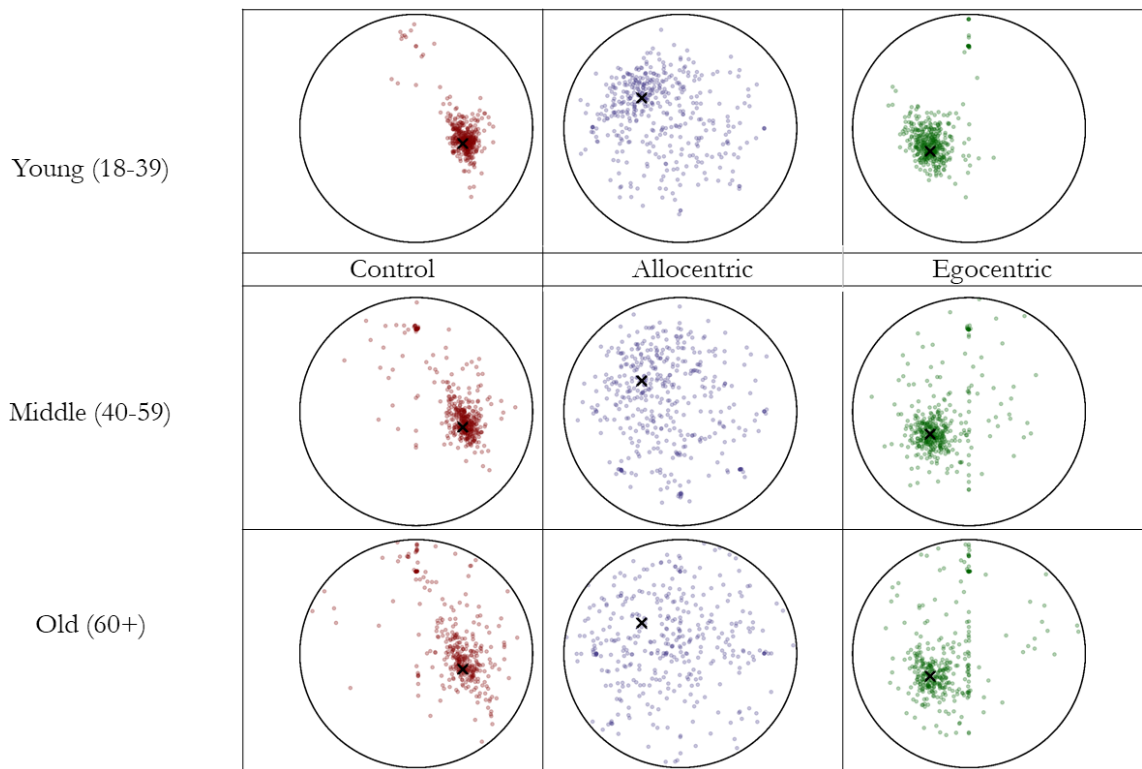 Young (18-39)
Control
Allocentric
Egocentric
Middle (40-59)
Old (60+)